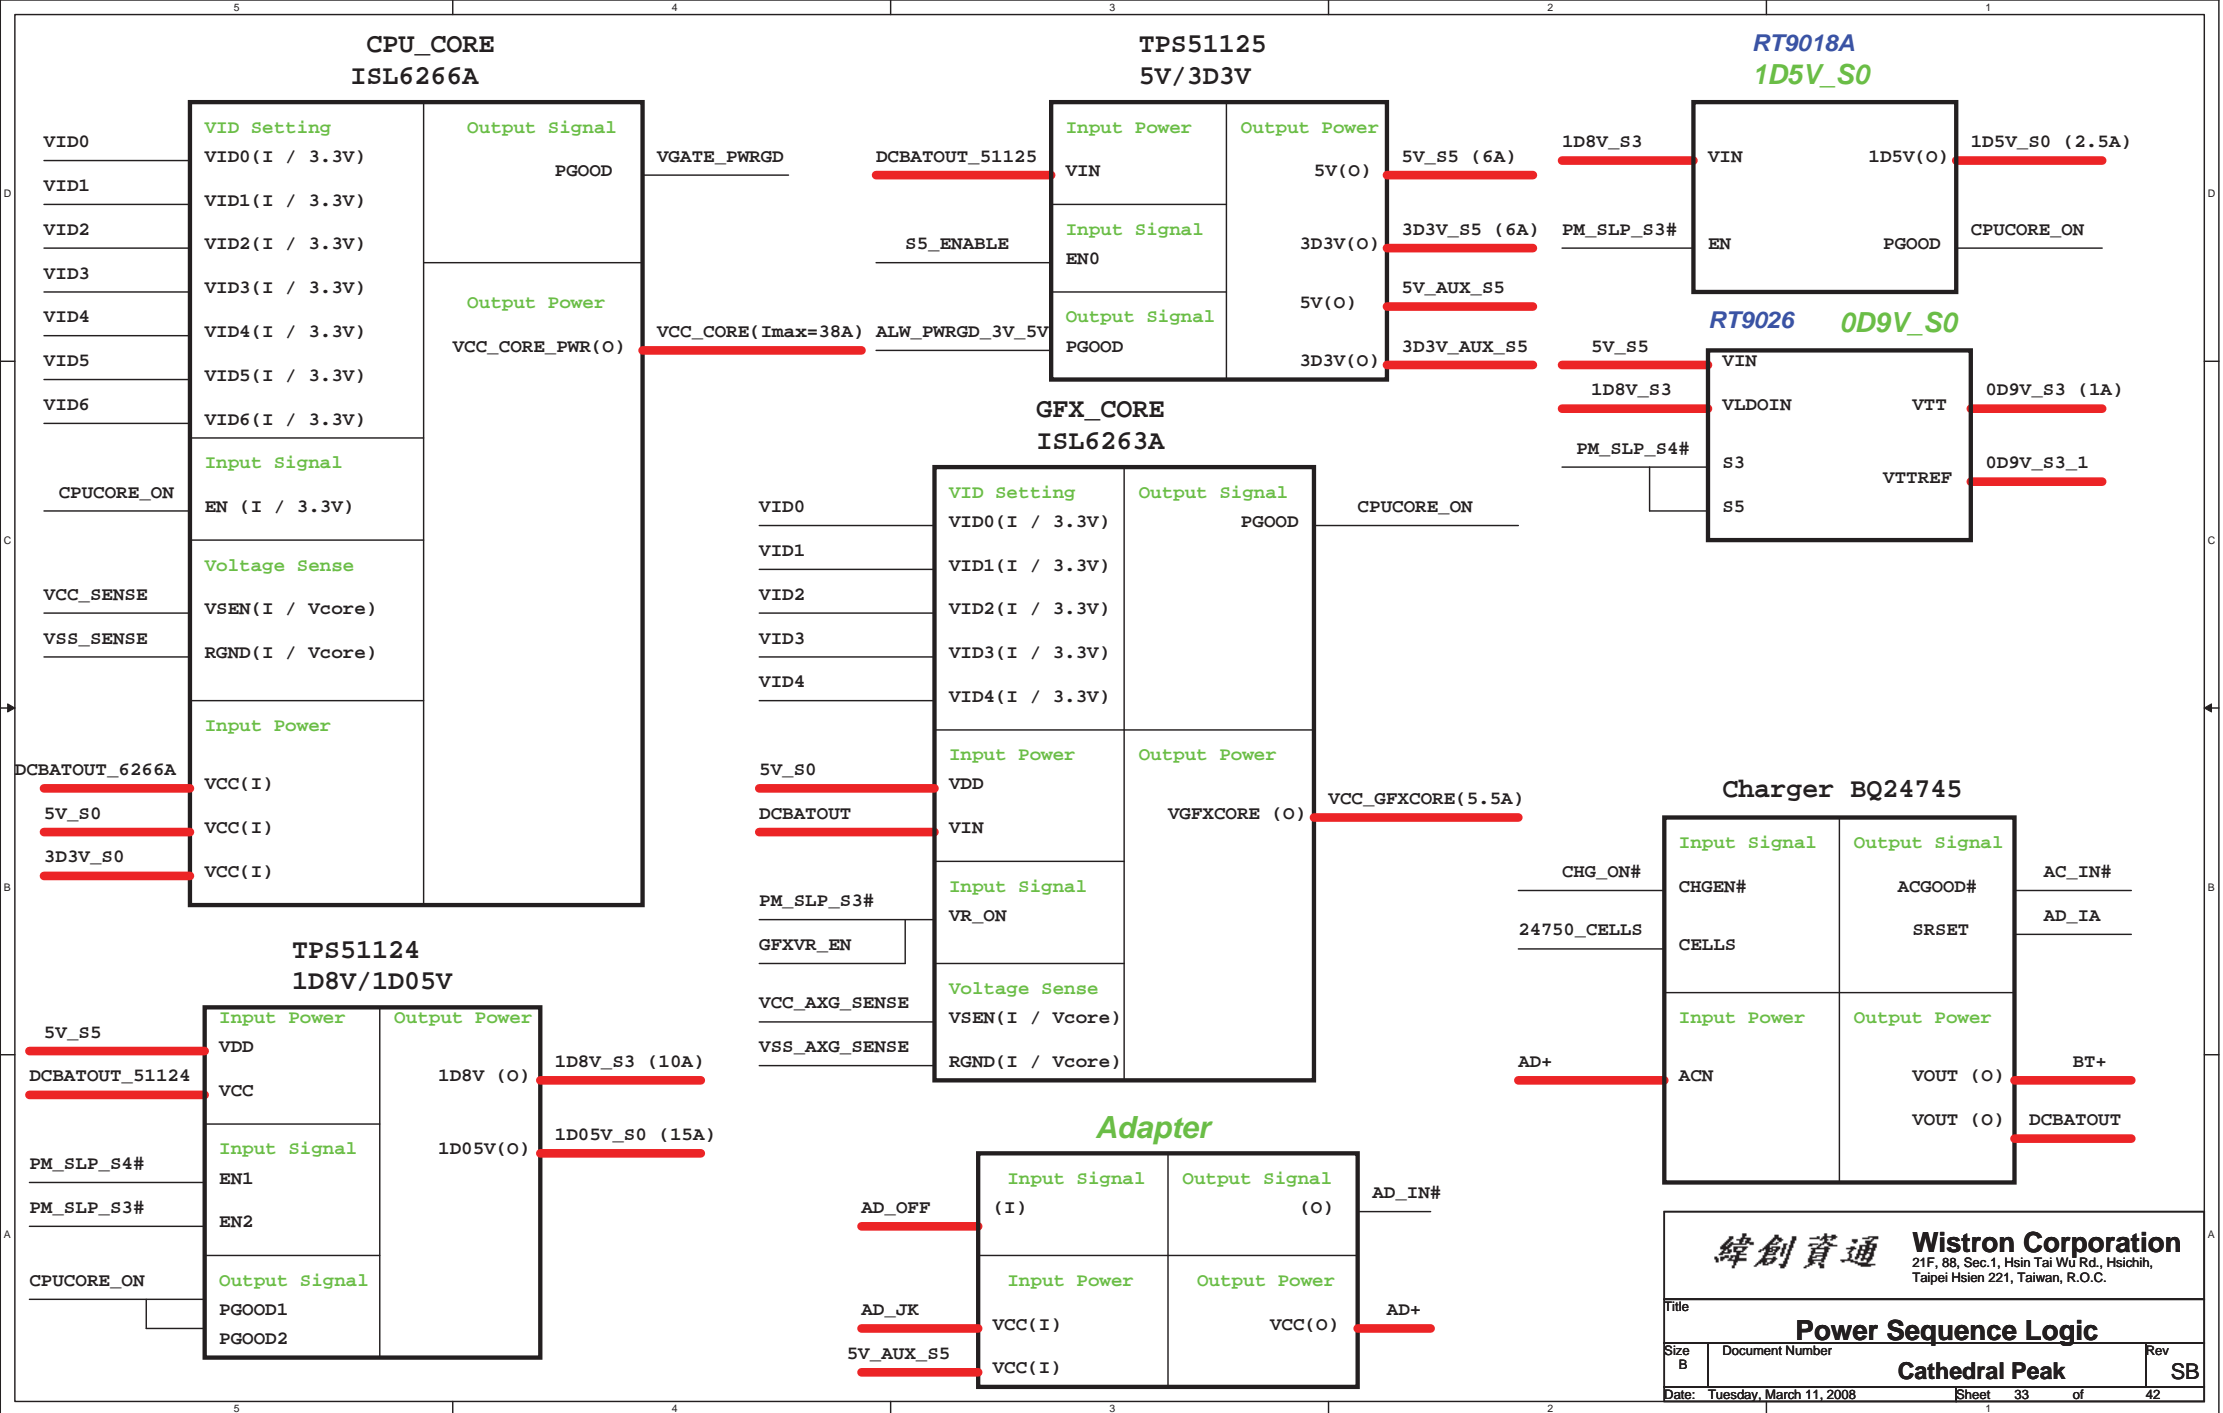 5 4 3 2 1
CPU_CORE
ISL6266A
VID0
VID1
VID2
VID3
VID4
VID5
VID6
CPUCORE_ON
VCC_SENSE
VSS_SENSE
DCBATOUT_6266A
5V_S0
3D3V_S0
VID Setting
VID0(I / 3.3V)
VID1(I / 3.3V)
VID2(I / 3.3V)
VID3(I / 3.3V)
VID4(I / 3.3V)
VID5(I / 3.3V)
VID6(I / 3.3V)
Input Signal
EN (I / 3.3V)
Voltage Sense
VSEN(I / Vcore)
RGND(I / Vcore)
Input Power
VCC(I)
VCC(I)
VCC(I)
Output Signal
PGOOD
Output Power
VCC_CORE_PWR(O)
VGATE_PWRGD
VCC_CORE(Imax=38A)
TPS51125
5V/3D3V
DCBATOUT_51125
S5_ENABLE
ALW_PWRGD_3V_5V
Input Power
VIN
Input Signal
EN0
Output Signal
PGOOD
Output Power
5V(O)
3D3V(O)
5V(O)
3D3V(O)
5V_S5 (6A)
3D3V_S5 (6A)
5V_AUX_S5
3D3V_AUX_S5
RT9018A
1D5V_S0
1D8V_S3
PM_SLP_S3#
VIN
EN
1D5V(O)
PGOOD
1D5V_S0 (2.5A)
CPUCORE_ON
RT9026 0D9V_S0
5V_S5
1D8V_S3
PM_SLP_S4#
VIN
VLDOIN
S3
S5
VTT
VTTREF
0D9V_S3 (1A)
0D9V_S3_1
GFX_CORE
ISL6263A
VID0
VID1
VID2
VID3
VID4
5V_S0
DCBATOUT
PM_SLP_S3#
GFXVR_EN
VCC_AXG_SENSE
VSS_AXG_SENSE
VID Setting
VID0(I / 3.3V)
VID1(I / 3.3V)
VID2(I / 3.3V)
VID3(I / 3.3V)
VID4(I / 3.3V)
Input Power
VDD
VIN
Input Signal
VR_ON
Voltage Sense
VSEN(I / Vcore)
RGND(I / Vcore)
Output Signal
PGOOD
Output Power
VGFXCORE (O)
CPUCORE_ON
VCC_GFXCORE(5.5A)
Charger BQ24745
CHG_ON#
24750_CELLS
AD+
Input Signal
CHGEN#
CELLS
Input Power
ACN
Output Signal
ACGOOD#
SRSET
Output Power
VOUT (O)
VOUT (O)
AC_IN#
AD_IA
BT+
DCBATOUT
TPS51124
1D8V/1D05V
5V_S5
DCBATOUT_51124
PM_SLP_S4#
PM_SLP_S3#
CPUCORE_ON
Input Power
VDD
VCC
Input Signal
EN1
EN2
Output Signal
PGOOD1
PGOOD2
Output Power
1D8V (O)
1D05V(O)
1D8V_S3 (10A)
1D05V_S0 (15A)
Adapter
AD_OFF
AD_JK
5V_AUX_S5
Input Signal
(I)
Input Power
VCC(I)
VCC(I)
Output Signal
(O)
Output Power
VCC(O)
AD_IN#
AD+
緯創資通
Wistron Corporation
21F, 88, Sec.1, Hsin Tai Wu Rd., Hsichih,
Taipei Hsien 221, Taiwan, R.O.C.
Title
Power Sequence Logic
Size Document Number Rev
B Cathedral Peak SB
Date: Tuesday, March 11, 2008 Sheet 33 of 42
D D
C C
B B
A A
5 4 3 2 1